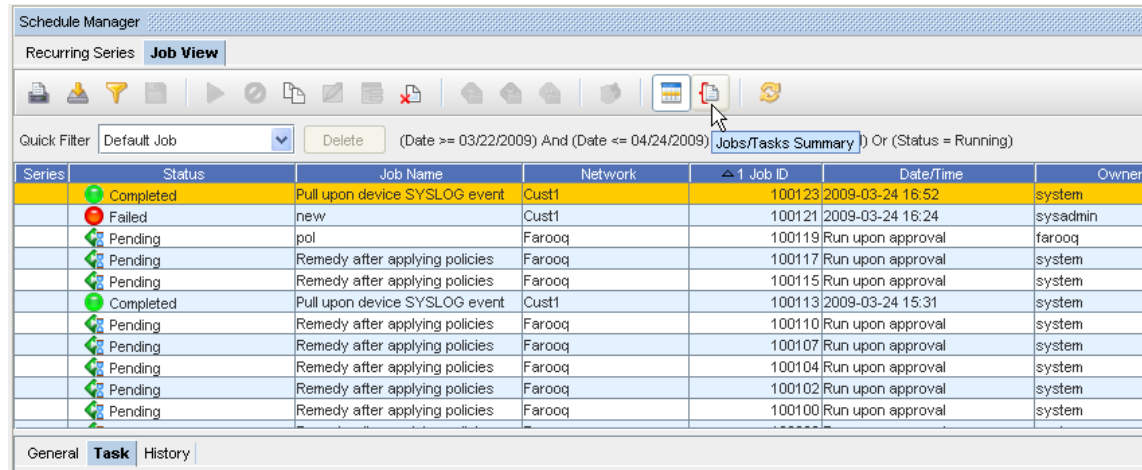 Schedule Manager
Recurring Series Job View
Quick Filter Default Job Delete (Date >= 03/22/2009) And (Date <= 04/24/2009) Jobs/Tasks Summary ) Or (Status = Running)
Series Status Job Name Network 1 Job ID Date/Time Owner
Completed Pull upon device SYSLOG event Cust1 100123 2009-03-24 16:52 system
Failed new Cust1 100121 2009-03-24 16:24 sysadmin
Pending pol Farooq 100119 Run upon approval farooq
Pending Remedy after applying policies Farooq 100117 Run upon approval system
Pending Remedy after applying policies Farooq 100115 Run upon approval system
Completed Pull upon device SYSLOG event Cust1 100113 2009-03-24 15:31 system
Pending Remedy after applying policies Farooq 100110 Run upon approval system
Pending Remedy after applying policies Farooq 100107 Run upon approval system
Pending Remedy after applying policies Farooq 100104 Run upon approval system
Pending Remedy after applying policies Farooq 100102 Run upon approval system
Pending Remedy after applying policies Farooq 100100 Run upon approval system
General Task History